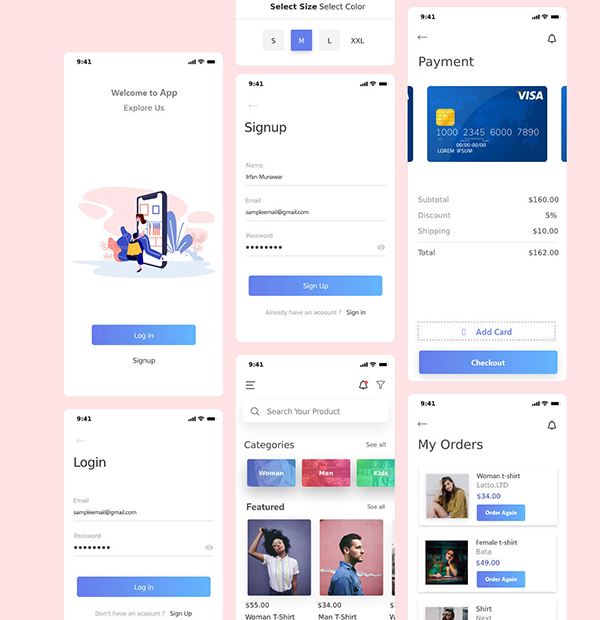 9:41
Welcome to App
Explore Us
Log in
Signup
9:41
Login
Email
sampleemail@gmail.com
Password
Log in
Don't have an acoount ? Sign Up
Select Size Select Color
S M L XXL
9:41
Signup
Name
Irfan Munawar
Email
sampleemail@gmail.com
Password
Sign Up
Already have an acoount ? Sign in
9:41
Search Your Product
Categories See all
Woman Man Kids
Featured See all
$55.00 $34.00
Woman T-Shirt Man T-Shirt
9:41
Payment
VISA
1000 2345 6000 7890
00/00-00/00
LOREM IPSUM
Subtotal $160.00
Discount 5%
Shipping $10.00
Total $162.00
Add Card
Checkout
9:41
My Orders
Woman t-shirt
Lotto.LTD
$34.00
Order Again
Female t-shirt
Bata
$49.00
Order Again
Shirt
Next